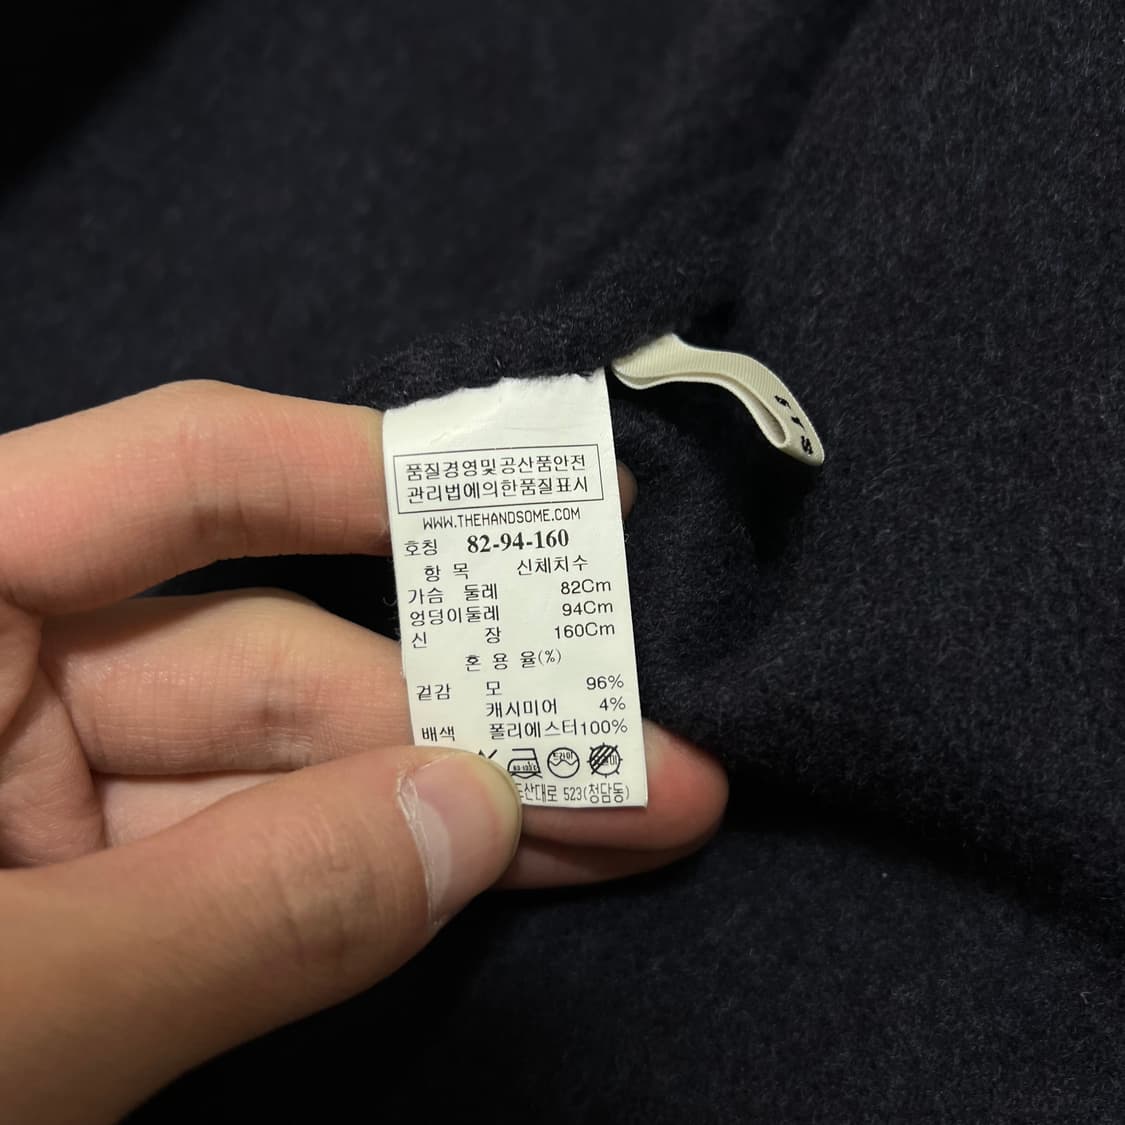 품질경영및공산품안전
관리법에의한품질표시
WWW.THEHANDSOME.COM
호칭 82-94-160
항 목 신체치수
가슴 둘레 82Cm
엉덩이둘레 94Cm
신 장 160Cm
혼 용 율(%)
겉감 모 96%
캐시미어 4%
배색 폴리에스터100%
드라이
산대로 523(청담동)